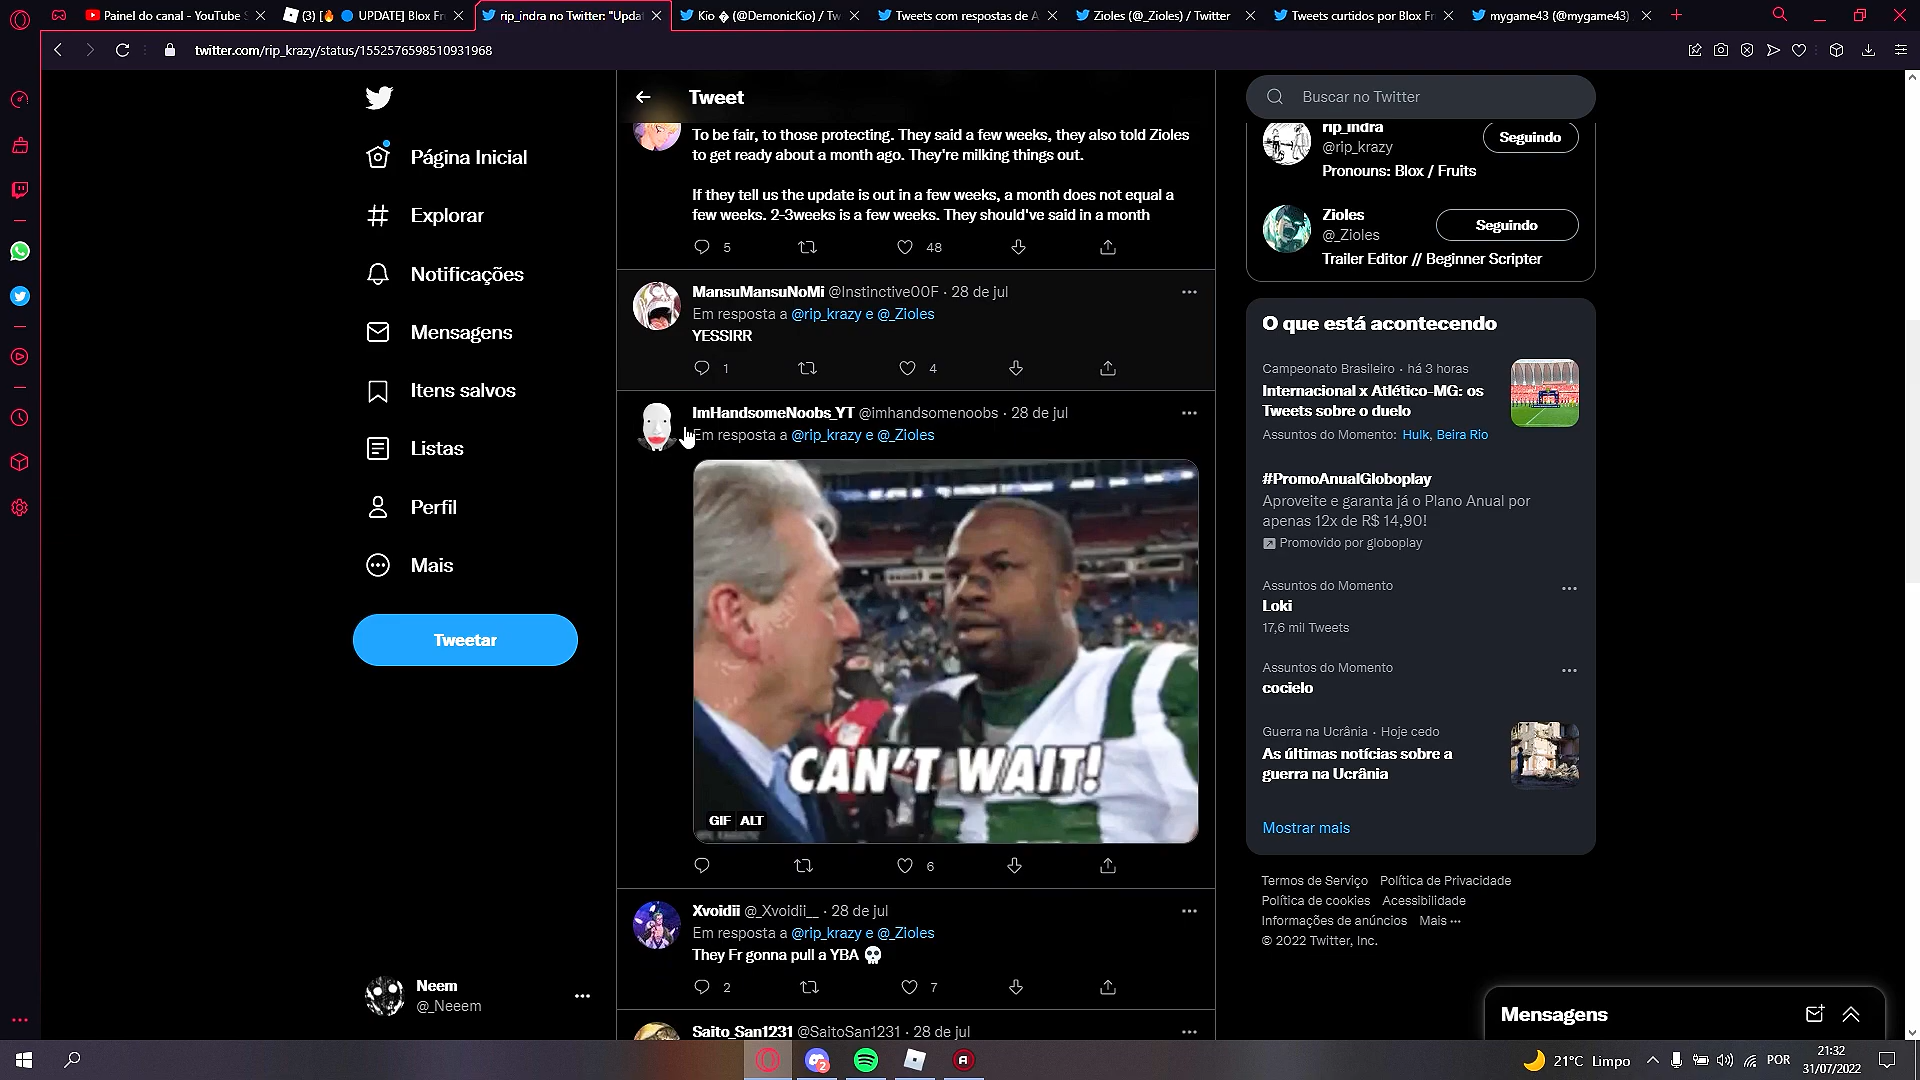 Painel do canal - YouTube S
(3) [🔥 🔵 UPDATE] Blox Fr
rip_indra no Twitter: "Updat
Kio � (@DemonicKio) / Tw
Tweets com respostas de A
Zioles (@_Zioles) / Twitter
Tweets curtidos por Blox Fr
mygame43 (@mygame43)
twitter.com/rip_krazy/status/1552576598510931968
Página Inicial
Explorar
Notificações
Mensagens
Itens salvos
Listas
Perfil
Mais
Tweetar
Neem
@_Neeem
Tweet
To be fair, to those protecting. They said a few weeks, they also told Zioles
to get ready about a month ago. They're milking things out.
If they tell us the update is out in a few weeks, a month does not equal a
few weeks. 2-3weeks is a few weeks. They should've said in a month
5 48
MansuMansuNoMi @Instinctive00F · 28 de jul
Em resposta a @rip_krazy e @_Zioles
YESSIRR
1 4
ImHandsomeNoobs_YT @imhandsomenoobs · 28 de jul
Em resposta a @rip_krazy e @_Zioles
CAN'T WAIT!
GIF ALT
6
Xvoidii @_Xvoidii__ · 28 de jul
Em resposta a @rip_krazy e @_Zioles
They Fr gonna pull a YBA 💀
2 7
Saito_San1231 @SaitoSan1231 · 28 de jul
Buscar no Twitter
rip_indra
@rip_krazy
Seguindo
Pronouns: Blox / Fruits
Zioles
@_Zioles
Seguindo
Trailer Editor // Beginner Scripter
O que está acontecendo
Campeonato Brasileiro · há 3 horas
Internacional x Atlético-MG: os
Tweets sobre o duelo
Assuntos do Momento: Hulk, Beira Rio
#PromoAnualGloboplay
Aproveite e garanta já o Plano Anual por
apenas 12x de R$ 14,90!
Promovido por globoplay
Assuntos do Momento
Loki
17,6 mil Tweets
Assuntos do Momento
cocielo
Guerra na Ucrânia · Hoje cedo
As últimas notícias sobre a
guerra na Ucrânia
Mostrar mais
Termos de Serviço Política de Privacidade
Política de cookies Acessibilidade
Informações de anúncios Mais ···
© 2022 Twitter, Inc.
Mensagens
2
21°C Limpo
POR
21:32
31/07/2022